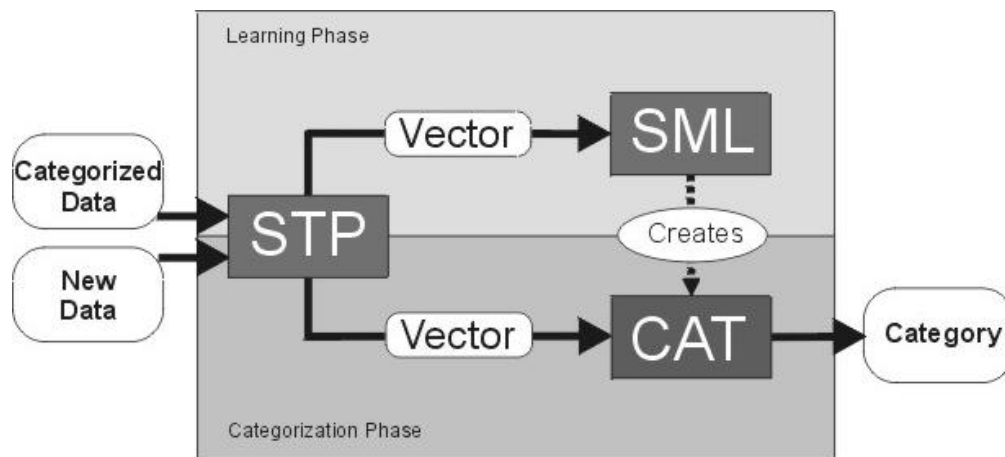 Learning Phase
Vector
SML
Categorized
Data
STP
Creates
New
Data
Vector
CAT
Category
Categorization Phase